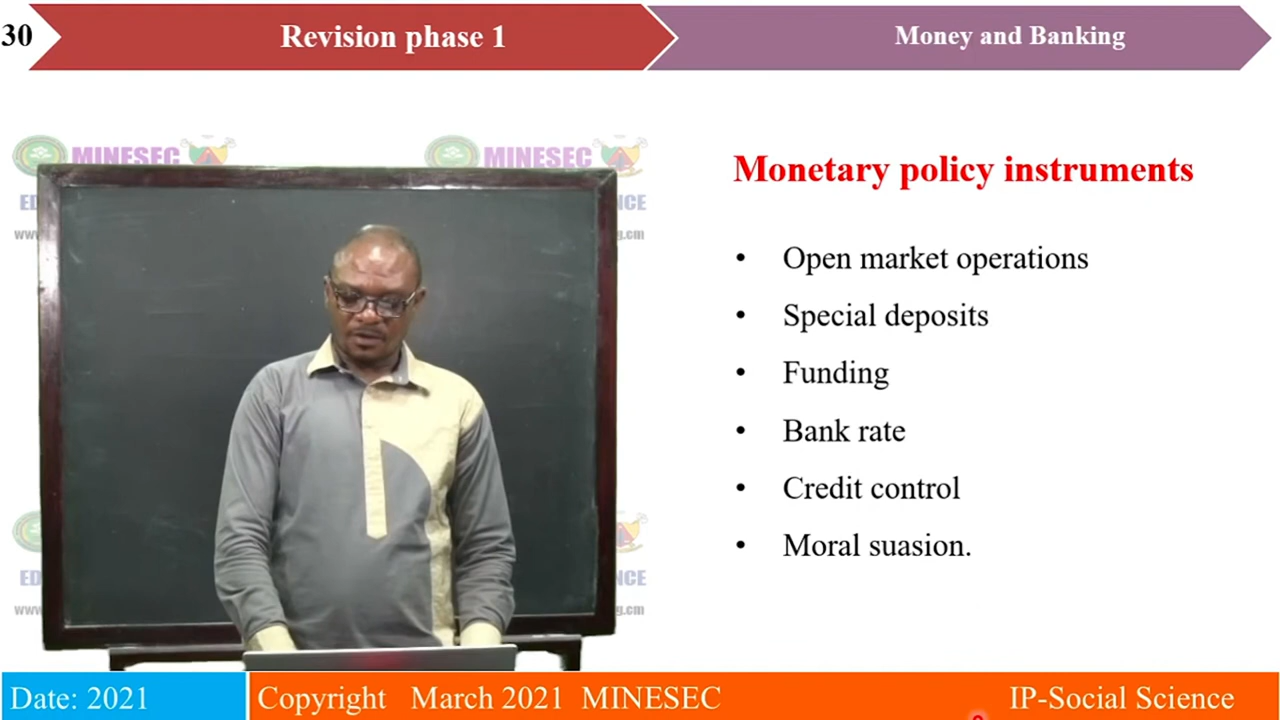 30
Revision phase 1
Money and Banking
MINESEC
MINESEC
Monetary policy instruments
• Open market operations
• Special deposits
• Funding
• Bank rate
• Credit control
• Moral suasion.
Date: 2021
Copyright March 2021 MINESEC
IP-Social Science